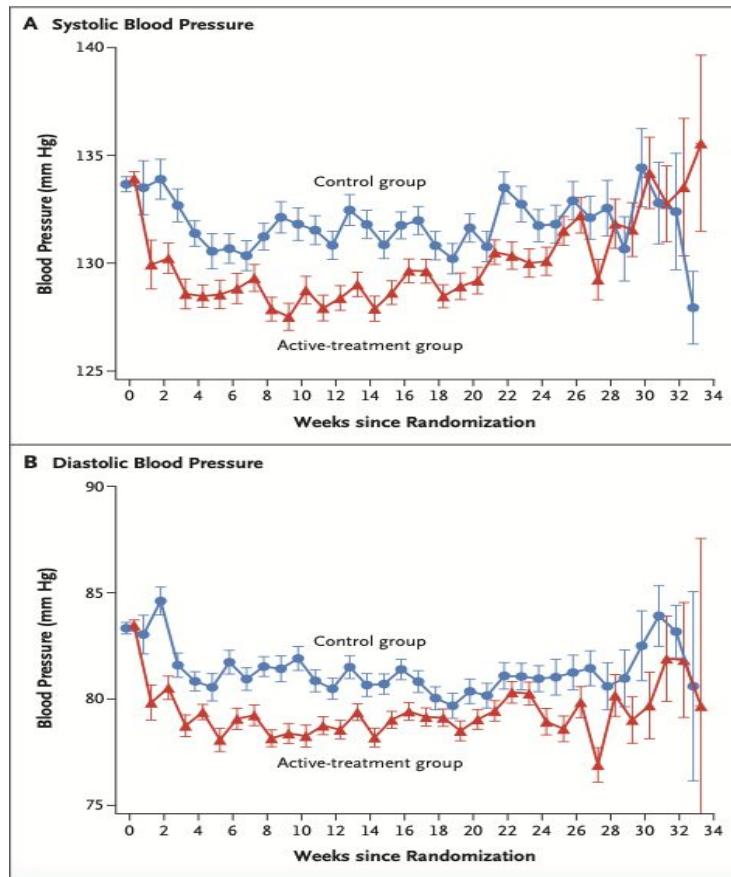 A Systolic Blood Pressure
140
135
130
125
Blood Pressure (mm Hg)
Control group
Active-treatment group
0 2 4 6 8 10 12 14 16 18 20 22 24 26 28 30 32 34
Weeks since Randomization
B Diastolic Blood Pressure
90
85
80
75
Blood Pressure (mm Hg)
Control group
Active-treatment group
0 2 4 6 8 10 12 14 16 18 20 22 24 26 28 30 32 34
Weeks since Randomization